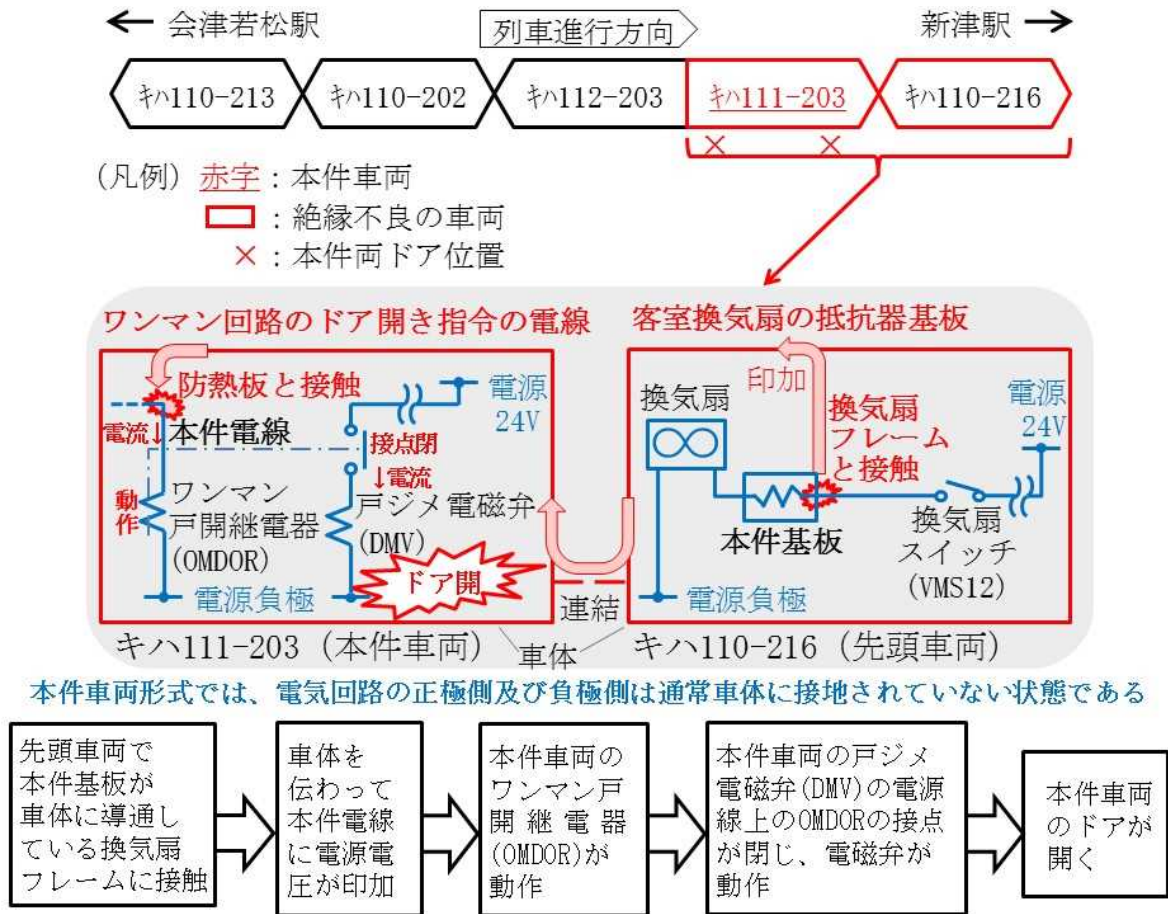 会津若松駅
列車進行方向
新津駅
ｷﾊ110-213
ｷﾊ110-202
ｷﾊ112-203
ｷﾊ111-203
ｷﾊ110-216
(凡例) 赤字：本件車両
：絶縁不良の車両
×：本件両ドア位置
ワンマン回路のドア開き指令の電線
防熱板と接触
電流↓
本件電線
電源
24V
接点閉
↓電流
動作
ワンマン
戸開継電器
(OMDOR)
戸ジメ電磁弁
(DMV)
ドア開
電源負極
キハ111-203 (本件車両)
客室換気扇の抵抗器基板
印加
換気扇
換気扇
フレーム
と接触
電源
24V
本件基板
換気扇
スイッチ
(VMS12)
電源負極
連結
車体
キハ110-216 (先頭車両)
本件車両形式では、電気回路の正極側及び負極側は通常車体に接地されていない状態である
先頭車両で
本件基板が
車体に導通し
ている換気扇
フレームに接触
車体を
伝わって
本件電線
に電源電
圧が印加
本件車両の
ワンマン戸
開継電器
(OMDOR)が
動作
本件車両の戸ジメ
電磁弁(DMV)の電源
線上のOMDORの接点
が閉じ、電磁弁が
動作
本件車両
のドアが
開く